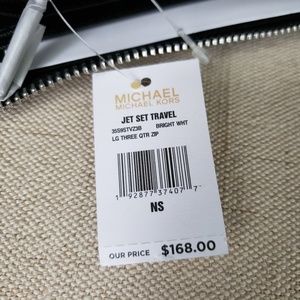 MICHAEL
MICHAEL KORS
JET SET TRAVEL
35S9STVZ3B BRIGHT WHT
LG THREE QTR ZIP
1 92877 37407 7
NS
OUR PRICE $168.00